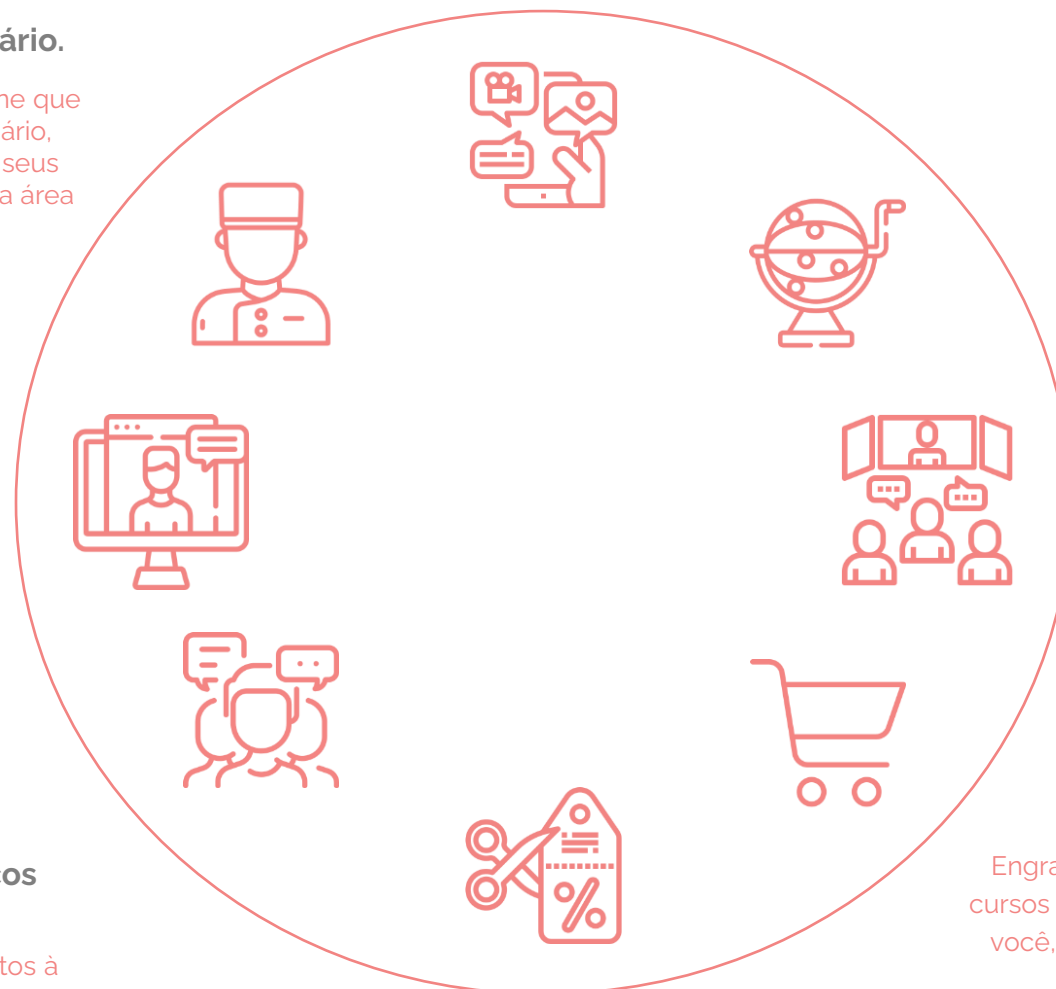 ário.
ne que
ário,
seus
a área
cos
tos à
Engra
cursos
você,